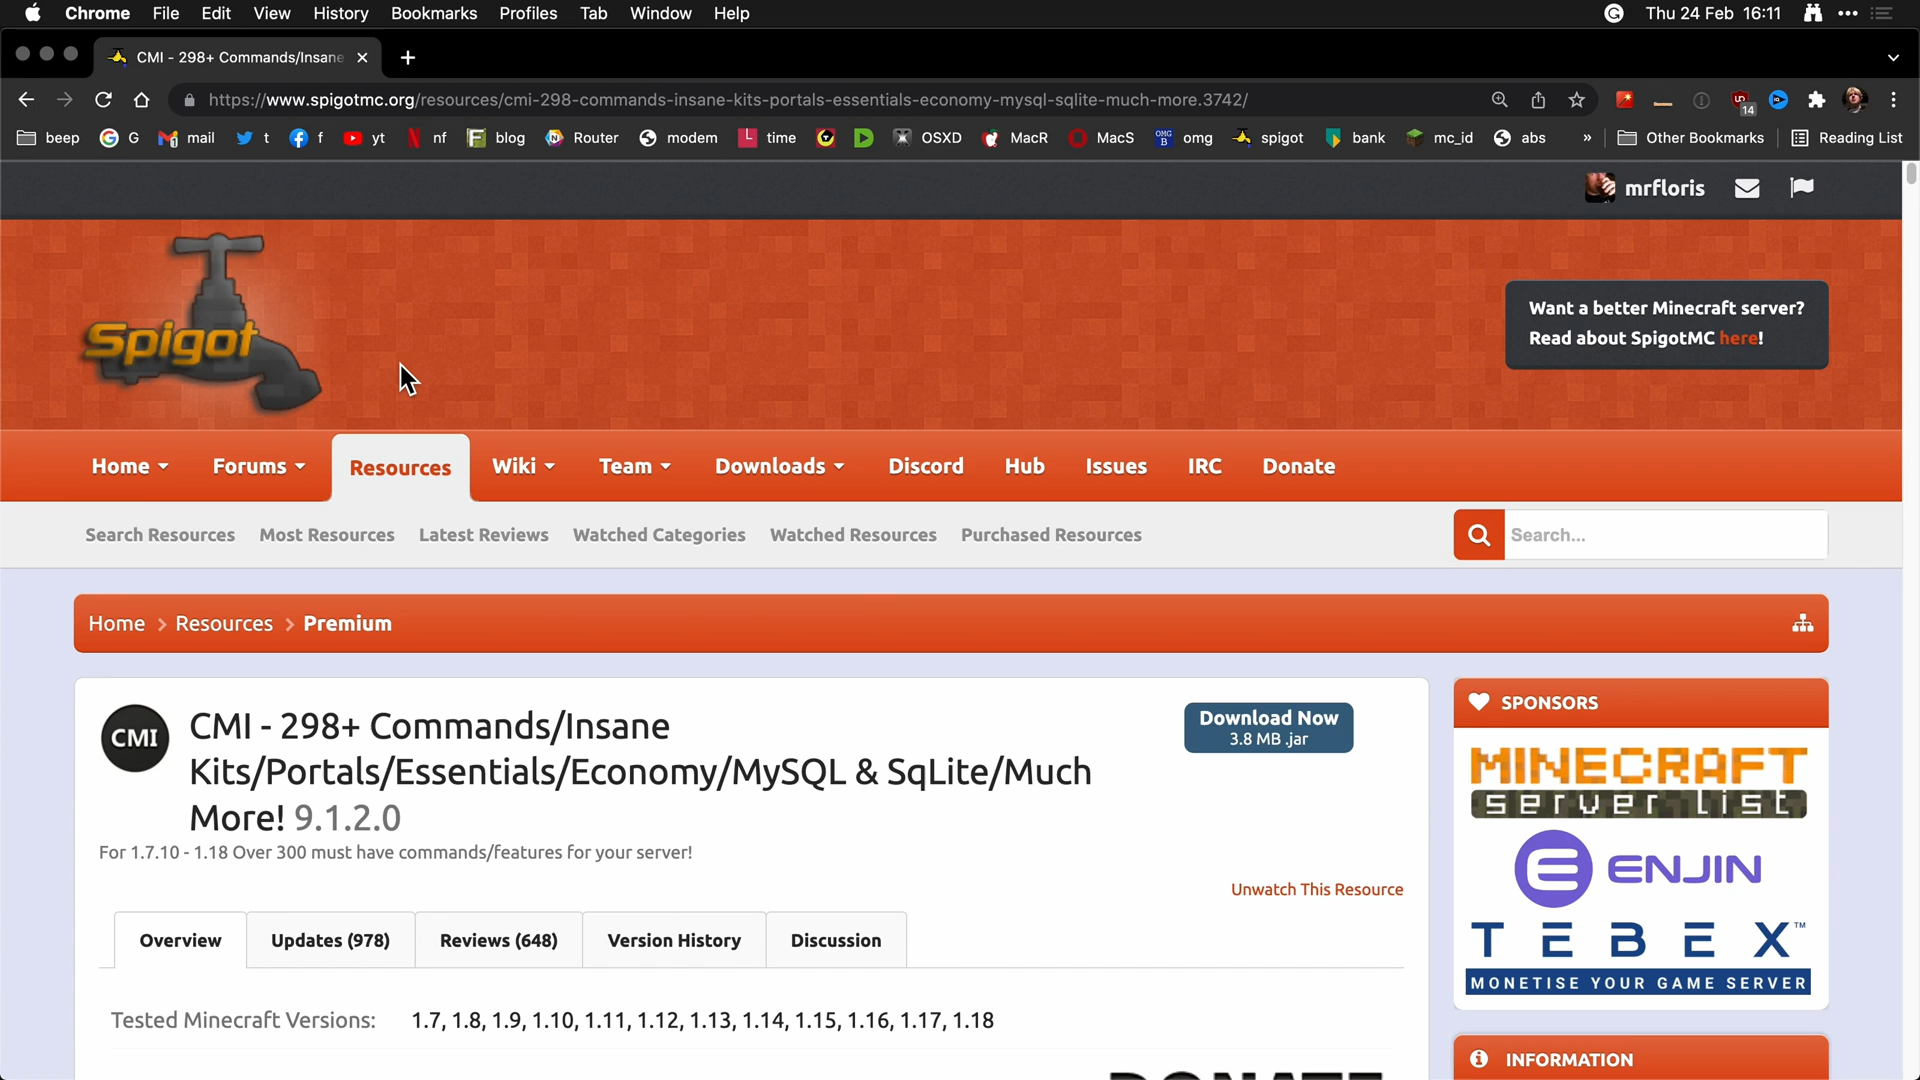 Chrome File Edit View History Bookmarks Profiles Tab Window Help
Thu 24 Feb 16:11
CMI - 298+ Commands/Insane
https://www.spigotmc.org/resources/cmi-298-commands-insane-kits-portals-essentials-economy-mysql-sqlite-much-more.3742/
14
beep G mail t f yt nf blog Router modem time OSXD MacR MacS omg spigot bank mc_id abs » Other Bookmarks Reading List
mrfloris
Spigot
Want a better Minecraft server?
Read about SpigotMC here!
Home Forums Resources Wiki Team Downloads Discord Hub Issues IRC Donate
Search Resources Most Resources Latest Reviews Watched Categories Watched Resources Purchased Resources
Search...
Home Resources Premium
CMI
CMI - 298+ Commands/Insane
Kits/Portals/Essentials/Economy/MySQL & SqLite/Much
More! 9.1.2.0
For 1.7.10 - 1.18 Over 300 must have commands/features for your server!
Download Now
3.8 MB .jar
Unwatch This Resource
Overview Updates (978) Reviews (648) Version History Discussion
Tested Minecraft Versions: 1.7, 1.8, 1.9, 1.10, 1.11, 1.12, 1.13, 1.14, 1.15, 1.16, 1.17, 1.18
DONATE
SPONSORS
MINECRAFT
server list
ENJIN
TEBEX™
MONETISE YOUR GAME SERVER
INFORMATION